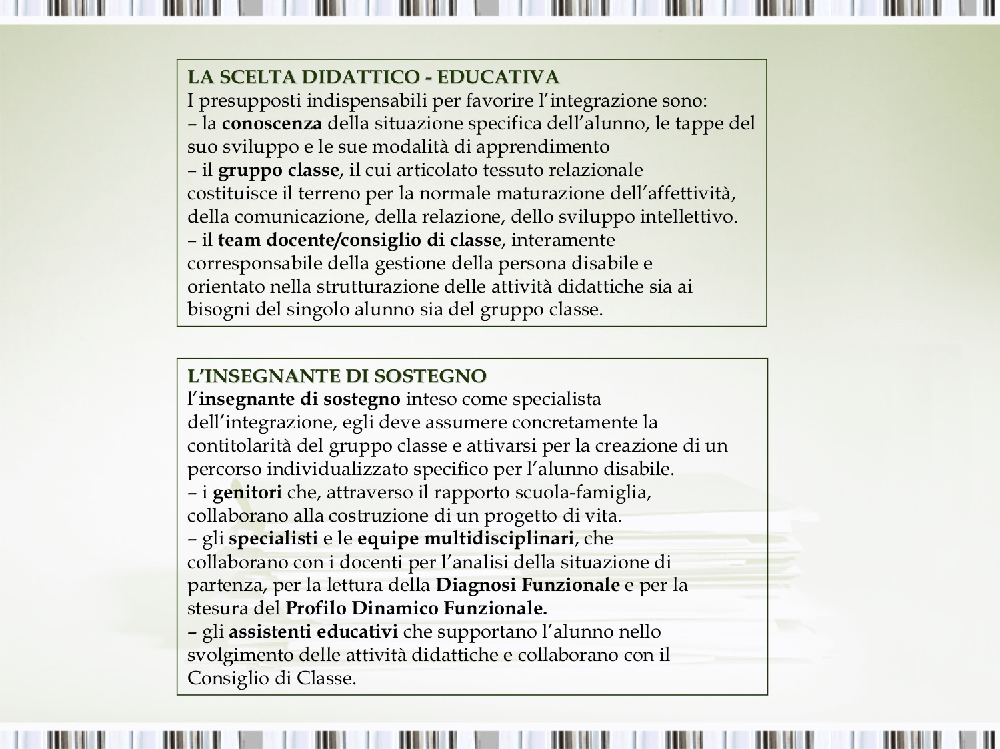 LA SCELTA DIDATTICO - EDUCATIVA
I presupposti indispensabili per favorire l’integrazione sono:
– la conoscenza della situazione specifica dell’alunno, le tappe del
suo sviluppo e le sue modalità di apprendimento
– il gruppo classe, il cui articolato tessuto relazionale
costituisce il terreno per la normale maturazione dell’affettività,
della comunicazione, della relazione, dello sviluppo intellettivo.
– il team docente/consiglio di classe, interamente
corresponsabile della gestione della persona disabile e
orientato nella strutturazione delle attività didattiche sia ai
bisogni del singolo alunno sia del gruppo classe.
L’INSEGNANTE DI SOSTEGNO
l’insegnante di sostegno inteso come specialista
dell’integrazione, egli deve assumere concretamente la
contitolarità del gruppo classe e attivarsi per la creazione di un
percorso individualizzato specifico per l’alunno disabile.
– i genitori che, attraverso il rapporto scuola-famiglia,
collaborano alla costruzione di un progetto di vita.
– gli specialisti e le equipe multidisciplinari, che
collaborano con i docenti per l’analisi della situazione di
partenza, per la lettura della Diagnosi Funzionale e per la
stesura del Profilo Dinamico Funzionale.
– gli assistenti educativi che supportano l’alunno nello
svolgimento delle attività didattiche e collaborano con il
Consiglio di Classe.